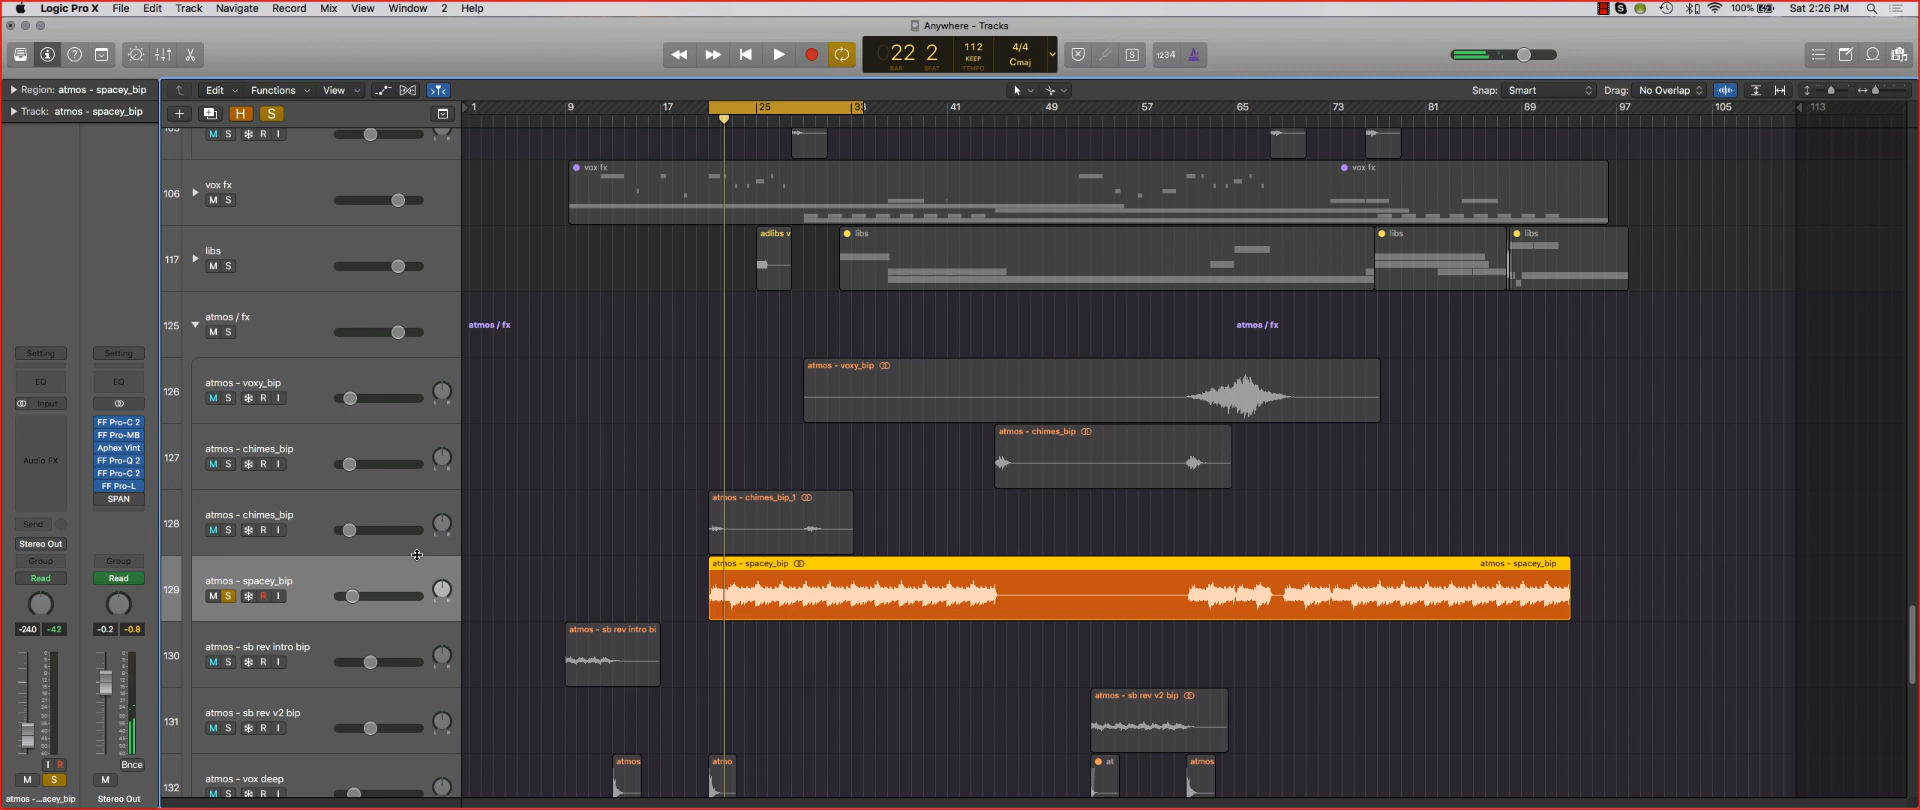 Logic Pro X File Edit Track Navigate Record Mix View Window 2 Help 100% Sat 2:26 PM
Anywhere - Tracks
22 2 112 4/4
KEEP Cmaj
BAR BEAT TEMPO
S 1234
Region: atmos - spacey_bip
Edit Functions View Snap: Smart Drag: No Overlap
Track: atmos - spacey_bip
H S 1 9 17 25 33 41 49 57 65 73 81 89 97 105 113
M S R I
106 vox fx
M S
vox fx vox fx
117 libs
M S
adlibs v libs libs libs
125 atmos / fx
M S
atmos / fx atmos / fx
126 atmos - voxy_bip
M S R I
atmos - voxy_bip
127 atmos - chimes_bip
M S R I
atmos - chimes_bip
128 atmos - chimes_bip
M S R I
atmos - chimes_bip_1
129 atmos - spacey_bip
M S R I
atmos - spacey_bip atmos - spacey_bip
130 atmos - sb rev intro bip
M S R I
atmos - sb rev intro bi
131 atmos - sb rev v2 bip
M S R I
atmos - sb rev v2 bip
132 atmos - vox deep
M S R I
atmos atmo at atmos
Setting Setting
EQ EQ
Input
Audio FX
FF Pro-C 2
FF Pro-MB
Aphex Vint
FF Pro-Q 2
FF Pro-C 2
FF Pro-L
SPAN
Send
Stereo Out
Group Group
Read Read
-24.0 -42 -0.2 -0.8
I R Bnce
M S M
atmos -...acey_bip Stereo Out